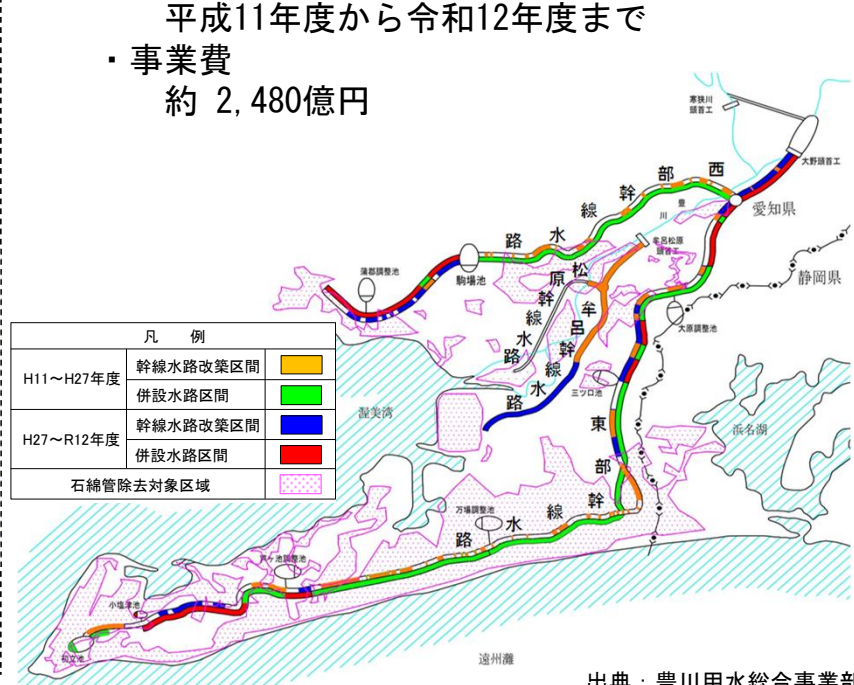 平成11年度から令和12年度まで
・事業費
約 2,480億円
寒狭川
頭首工
大野頭首工
西部幹線水路
愛知県
豊川
牟呂松原
頭首工
静岡県
蒲郡調整池
駒場池
松原幹線水路
牟呂幹線水路
大原調整池
三ツ口池
凡 例
H11～H27年度
幹線水路改築区間
併設水路区間
H27～R12年度
幹線水路改築区間
併設水路区間
石綿管除去対象区域
渥美湾
浜名湖
東部幹線水路
万場調整池
芦ヶ池調整池
小塩津池
初立池
遠州灘
出典：豊川用水総合事業部